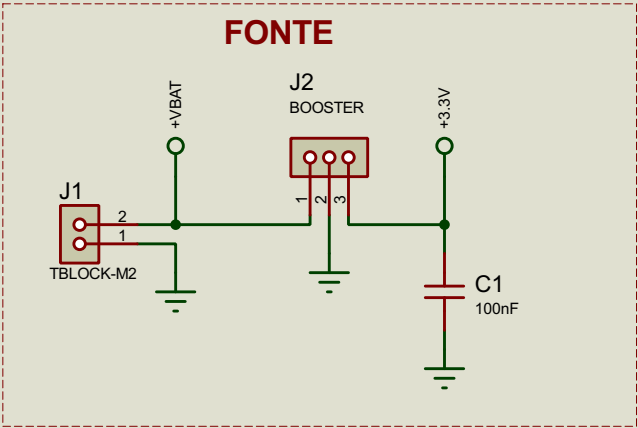 FONTE
J2
BOOSTER
+VBAT
+3.3V
1
2
3
J1
2
1
TBLOCK-M2
C1
100nF